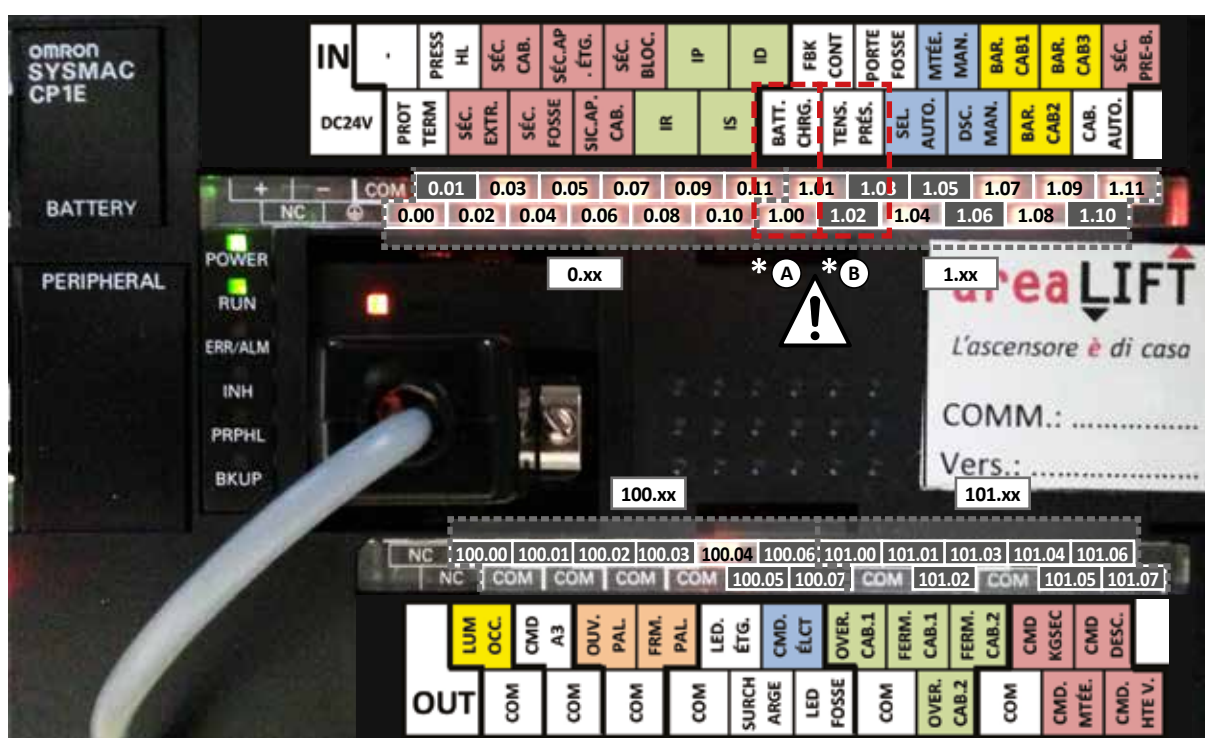 omron
SYSMAC
CP1E
BATTERY
PERIPHERAL
IN
.
PRESS
HL
SÉC.
CAB.
SÉC.AP
. ÉTG.
SÉC.
BLOC.
IP
ID
FBK
CONT
PORTE
FOSSE
MTÉE.
MAN.
BAR.
CAB1
BAR.
CAB3
SÉC.
PRE-B.
DC24V
PROT
TERM
SÉC.
EXTR.
SÉC.
FOSSE
SIC.AP.
CAB.
IR
IS
BATT.
CHRG.
TENS.
PRÉS.
SEL.
AUTO.
DSC.
MAN.
BAR.
CAB2
CAB.
AUTO.
+ – COM 0.01 0.03 0.05 0.07 0.09 0.11 1.01 1.03 1.05 1.07 1.09 1.11
NC 0.00 0.02 0.04 0.06 0.08 0.10 1.00 1.02 1.04 1.06 1.08 1.10
0.xx
* A * B
1.xx
!
POWER
RUN
ERR/ALM
INH
PRPHL
BKUP
areaLIFT
L'ascensore è di casa
COMM.: ...............
Vers.: ..................
100.xx
101.xx
NC 100.00 100.01 100.02 100.03 100.04 100.06 101.00 101.01 101.03 101.04 101.06
NC COM COM COM COM 100.05 100.07 COM 101.02 COM 101.05 101.07
LUM
OCC.
CMD
A3
OUV.
PAL.
FRM.
PAL.
LED.
ÉTG.
CMD.
ÉLCT
OVER.
CAB.1
FERM.
CAB.1
FERM.
CAB.2
CMD
KGSEC
CMD
DESC.
OUT
COM
COM
COM
COM
SURCH
ARGE
LED
FOSSE
COM
OVER.
CAB.2
COM
CMD.
MTÉE.
CMD.
HTE V.